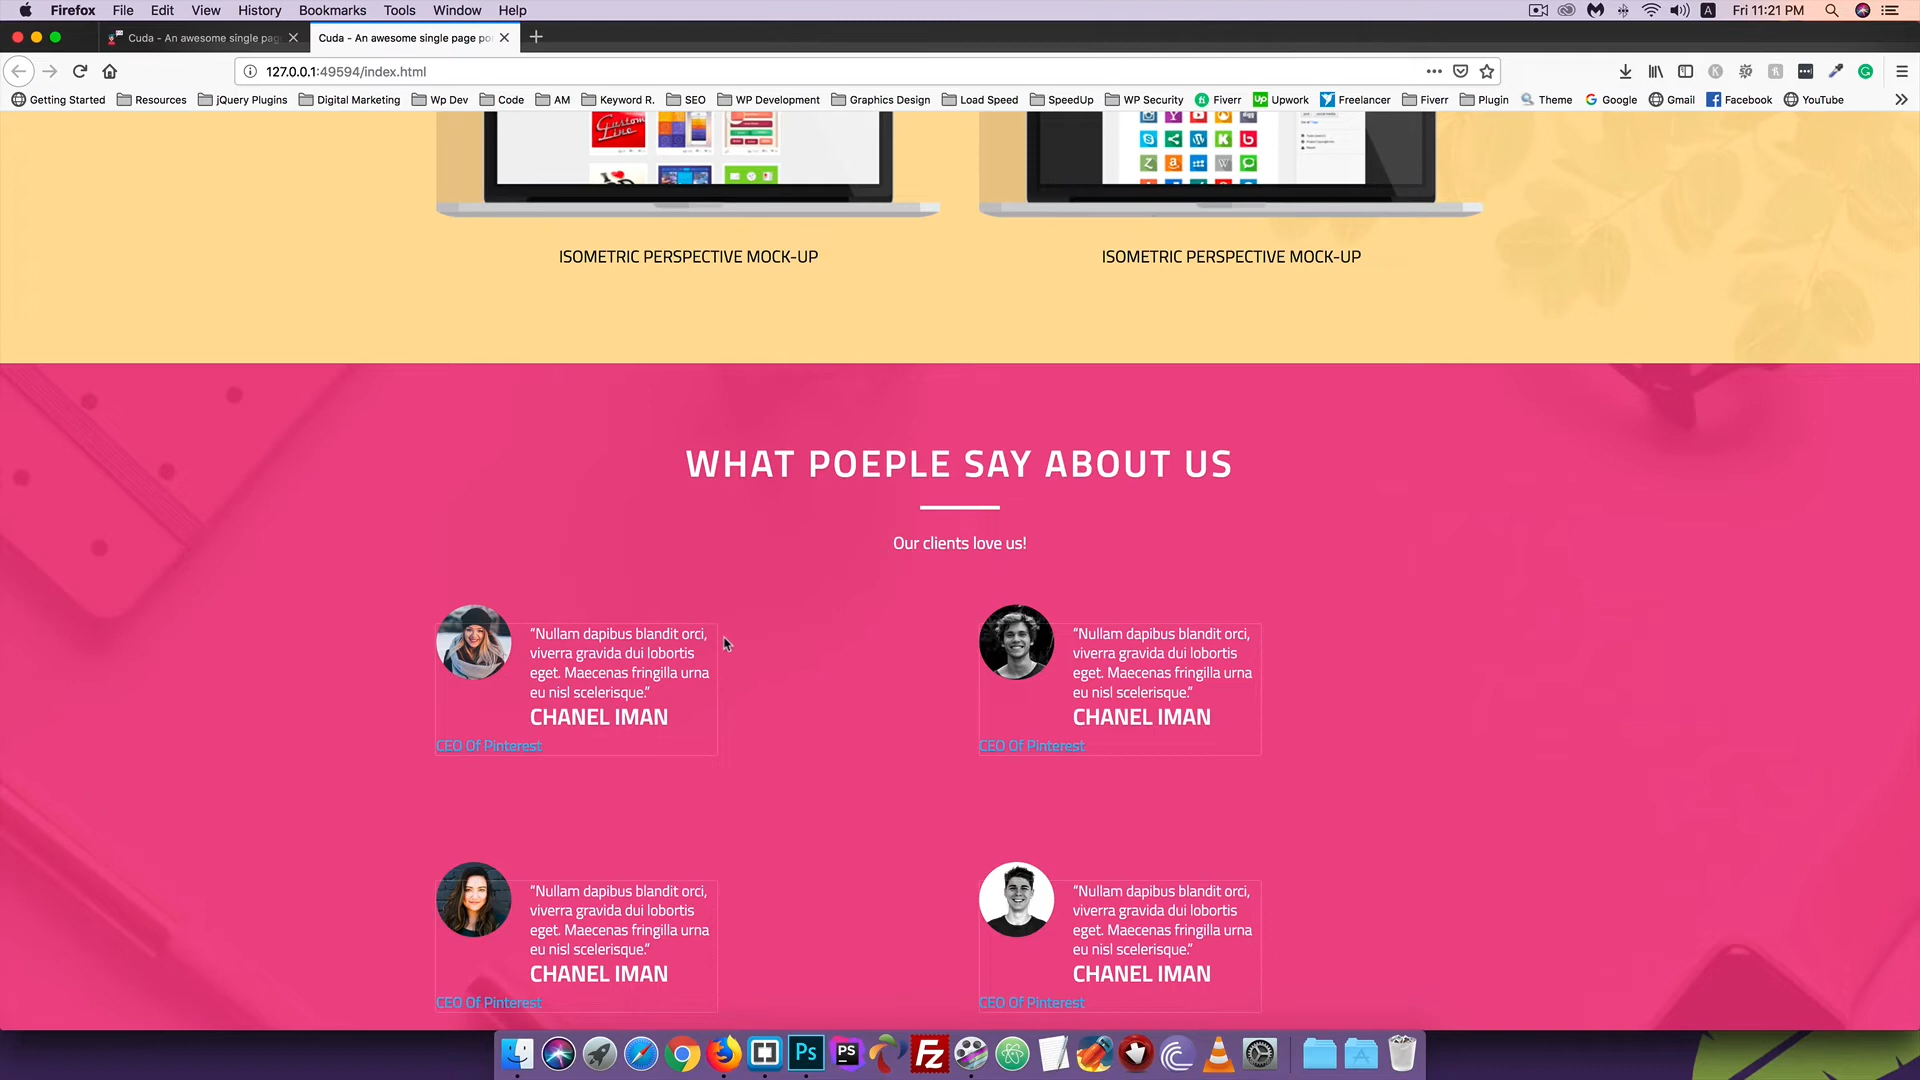 Firefox File Edit View History Bookmarks Tools Window Help
A Fri 11:21 PM
Cuda - An awesome single pag
Cuda - An awesome single page po
127.0.0.1:49594/index.html
Getting Started Resources jQuery Plugins Digital Marketing Wp Dev Code AM Keyword R. SEO WP Development Graphics Design Load Speed SpeedUp WP Security Fiverr Upwork Freelancer Fiverr Plugin Theme Google Gmail Facebook YouTube
Custom
Line
I
ISOMETRIC PERSPECTIVE MOCK-UP
ISOMETRIC PERSPECTIVE MOCK-UP
WHAT POEPLE SAY ABOUT US
Our clients love us!
“Nullam dapibus blandit orci,
viverra gravida dui lobortis
eget. Maecenas fringilla urna
eu nisl scelerisque.”
CHANEL IMAN
CEO Of Pinterest
“Nullam dapibus blandit orci,
viverra gravida dui lobortis
eget. Maecenas fringilla urna
eu nisl scelerisque.”
CHANEL IMAN
CEO Of Pinterest
“Nullam dapibus blandit orci,
viverra gravida dui lobortis
eget. Maecenas fringilla urna
eu nisl scelerisque.”
CHANEL IMAN
CEO Of Pinterest
“Nullam dapibus blandit orci,
viverra gravida dui lobortis
eget. Maecenas fringilla urna
eu nisl scelerisque.”
CHANEL IMAN
CEO Of Pinterest
Ps PS FZ